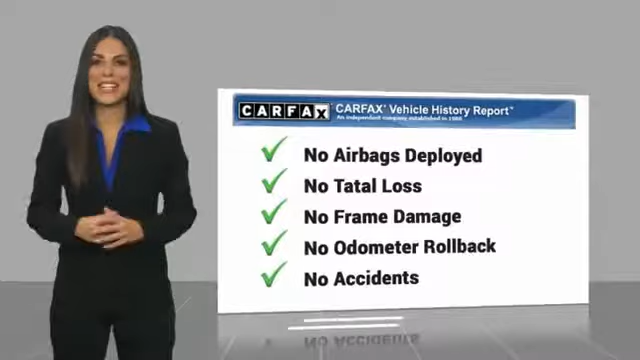 CARFAX CARFAX® Vehicle History Report™
An independent company established in 1986
No Airbags Deployed
No Tatal Loss
No Frame Damage
No Odometer Rollback
No Accidents